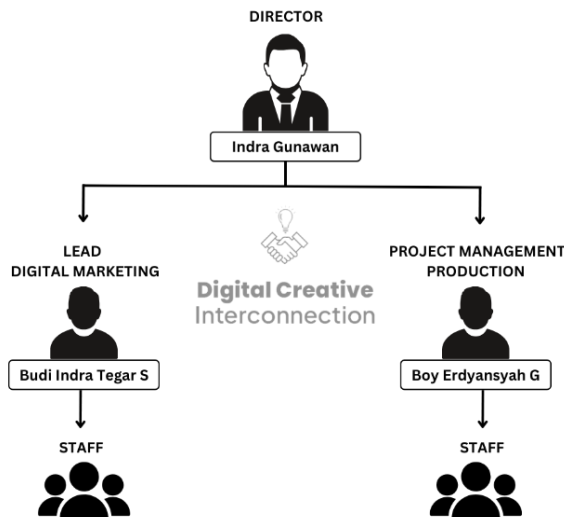 DIRECTOR
Indra Gunawan
LEAD
DIGITAL MARKETING
PROJECT MANAGEMENT
PRODUCTION
Digital Creative
Interconnection
Budi Indra Tegar S
Boy Erdyansyah G
STAFF
STAFF